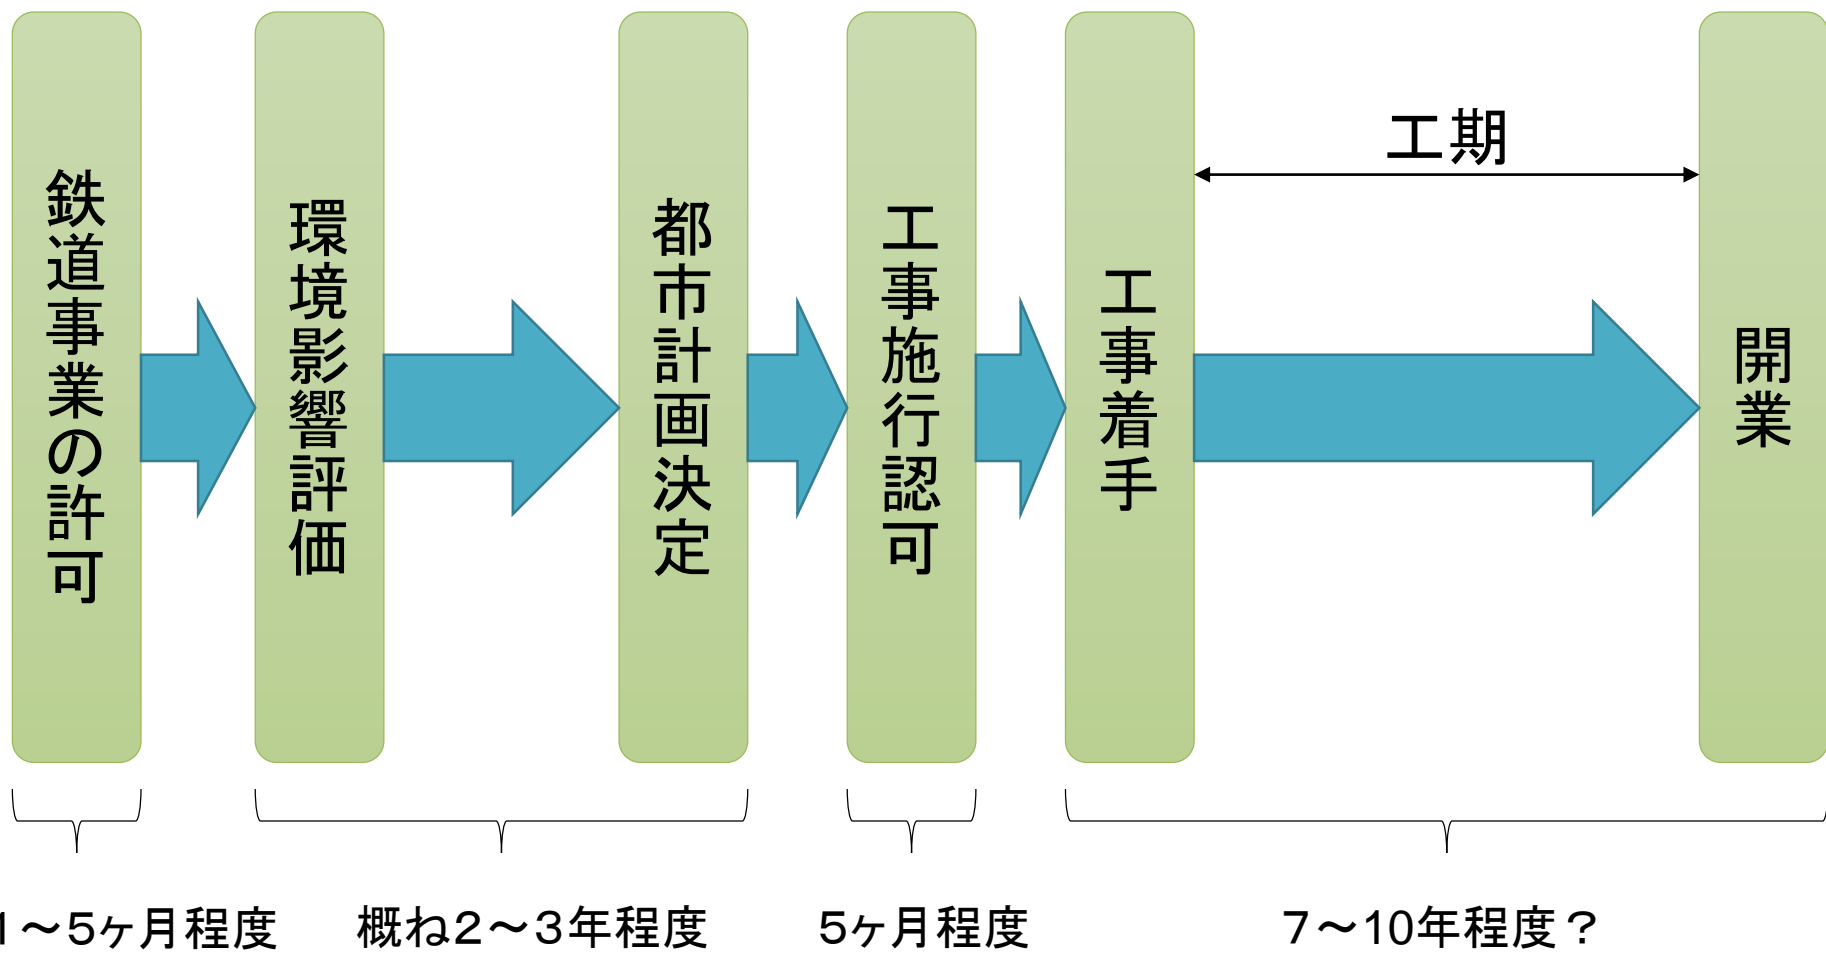 鉄道事業の許可
環境影響評価
都市計画決定
工事施行認可
工事着手
工期
開業
1～5ヶ月程度
概ね２～３年程度
5ヶ月程度
７～10年程度？